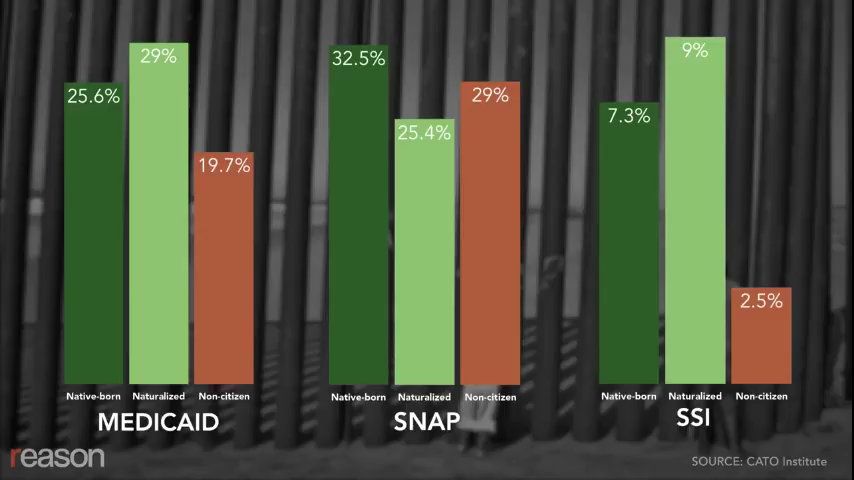 25.6%
29%
19.7%
Native-born Naturalized Non-citizen
MEDICAID
32.5%
25.4%
29%
Native-born Naturalized Non-citizen
SNAP
7.3%
9%
2.5%
Native-born Naturalized Non-citizen
SSI
reason
SOURCE: CATO Institute